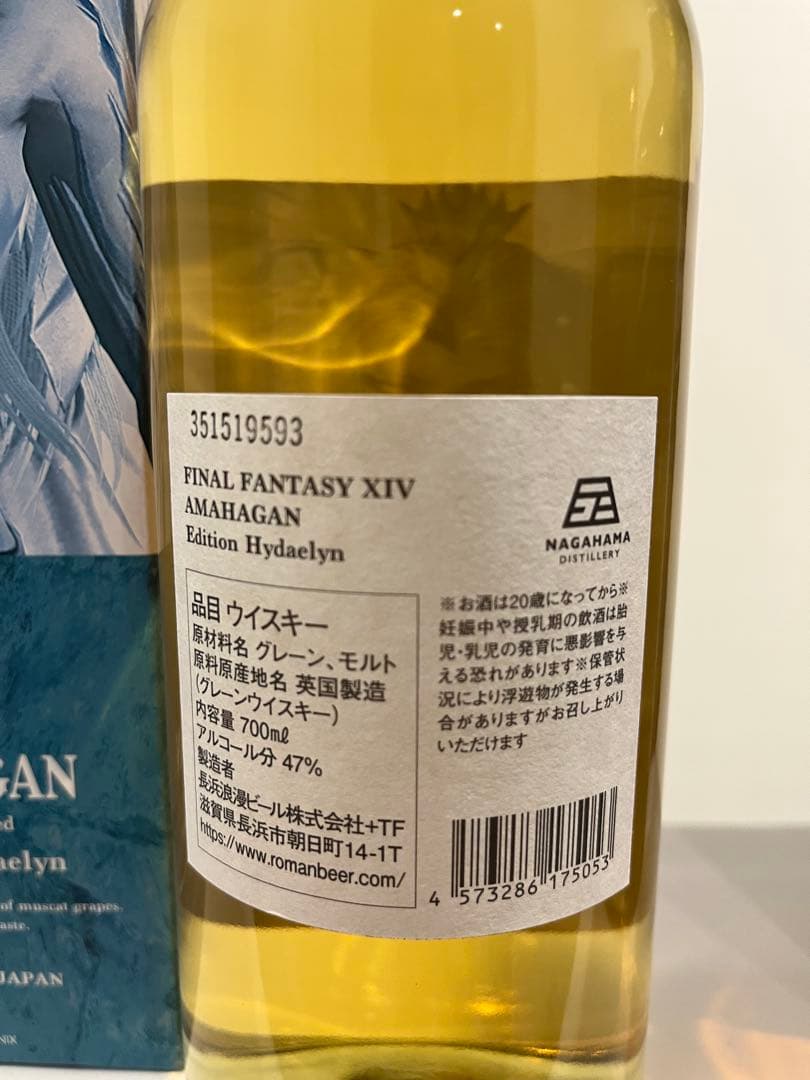 351519593
FINAL FANTASY XIV
AMAHAGAN
Edition Hydaelyn
NAGAHAMA
DISTILLERY
品目 ウイスキー
原材料名 グレーン、モルト
原料原産地名 英国製造
(グレーンウイスキー)
内容量 700㎖
アルコール分 47%
製造者
長浜浪漫ビール株式会社+TF
滋賀県長浜市朝日町14-1T
https://www.romanbeer.com/
※お酒は20歳になってから※
妊娠中や授乳期の飲酒は胎
児・乳児の発育に悪影響を与
える恐れがあります※保管状
況により浮遊物が発生する場
合がありますがお召し上がり
いただけます
4 573286 175053
GAN
ed
aelyn
of muscat grapes.
aste.
JAPAN
NIX